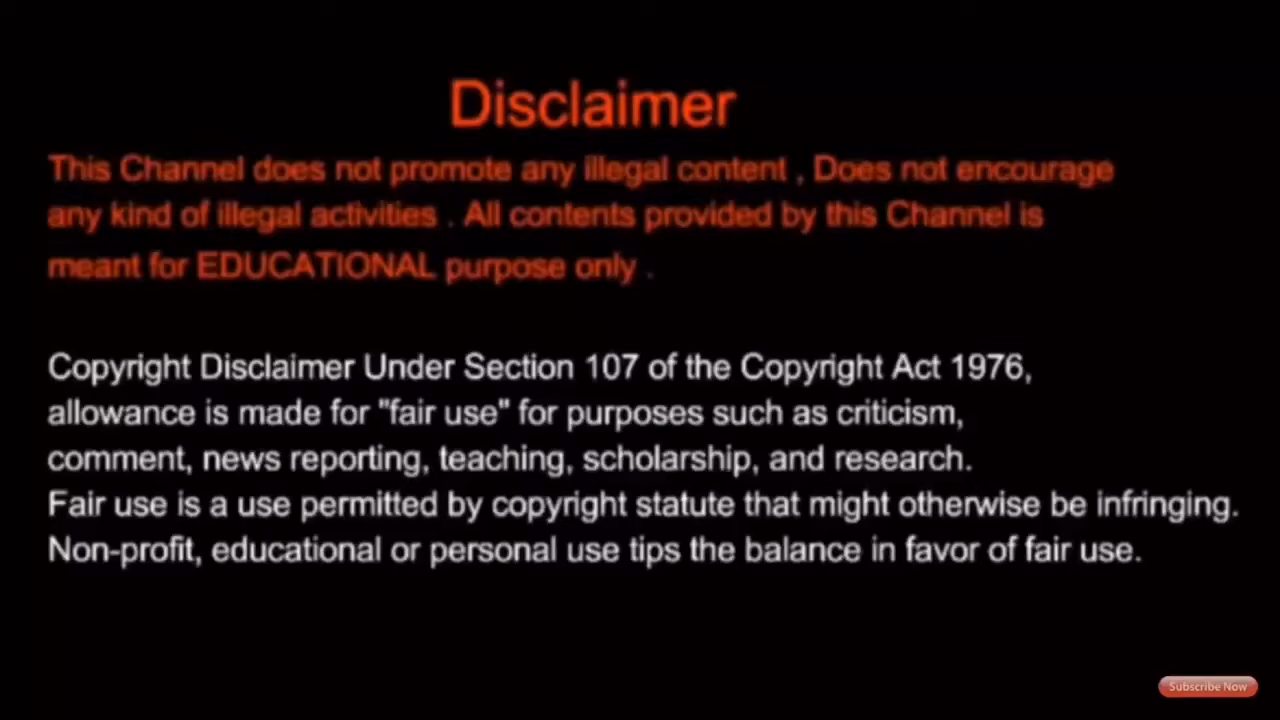 Disclaimer
This Channel does not promote any illegal content , Does not encourage
any kind of illegal activities . All contents provided by this Channel is
meant for EDUCATIONAL purpose only .
Copyright Disclaimer Under Section 107 of the Copyright Act 1976,
allowance is made for "fair use" for purposes such as criticism,
comment, news reporting, teaching, scholarship, and research.
Fair use is a use permitted by copyright statute that might otherwise be infringing.
Non-profit, educational or personal use tips the balance in favor of fair use.
Subscribe Now